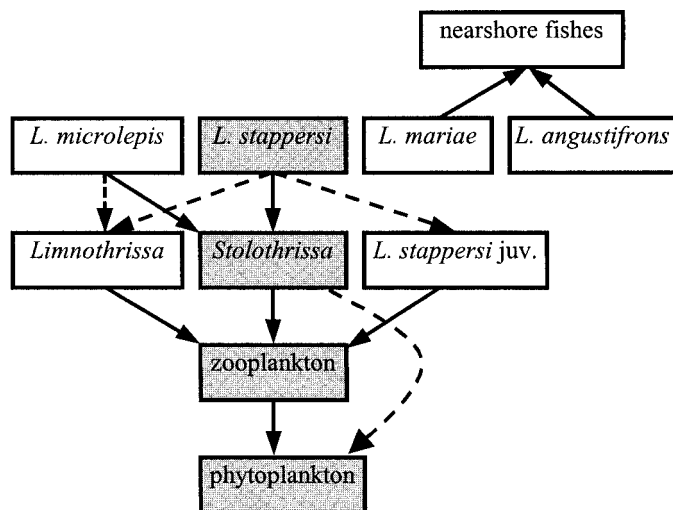 nearshore fishes
L. microlepis
L. stappersi
L. mariae
L. angustifrons
Limnothrissa
Stolothrissa
L. stappersi juv.
zooplankton
phytoplankton